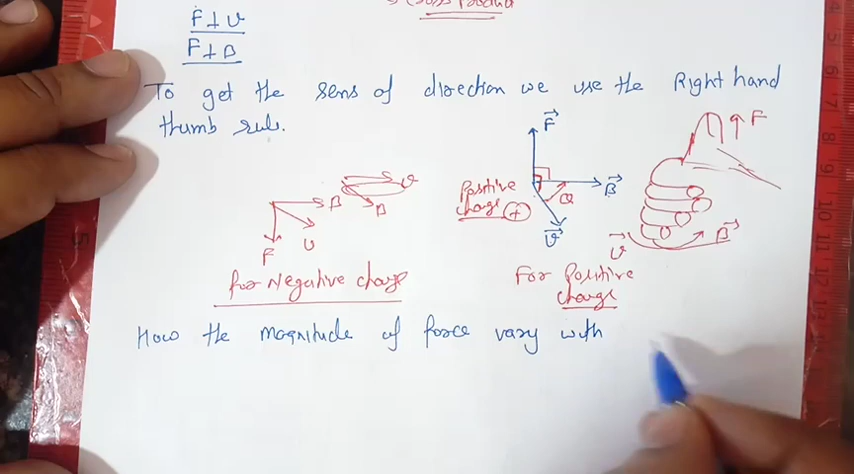 F ⊥ v
F ⊥ B
To get the sens of direction we use the Right hand
thumb rule.
F
↑ F
B
v
B
F
v
Positive
charge +
B
θ
v
v
B
For Negative charge
For Positive
charge
How the magnitude of force vary with